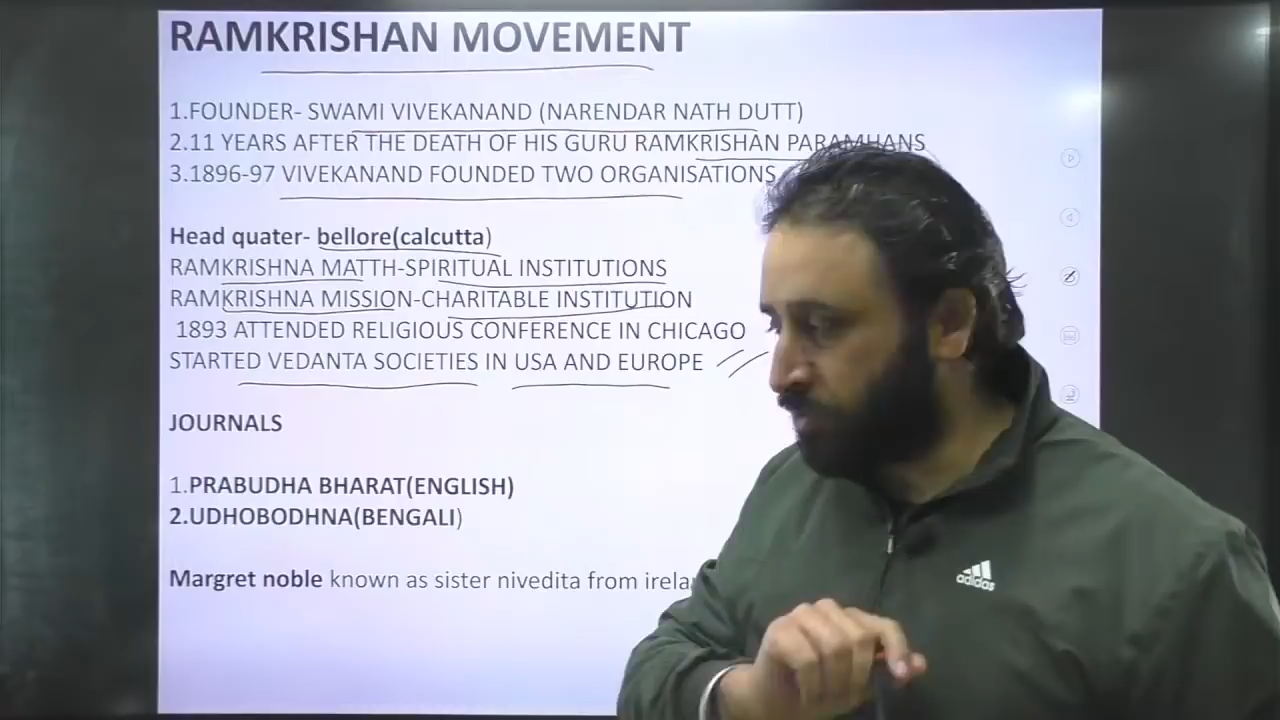 RAMKRISHAN MOVEMENT
1.FOUNDER- SWAMI VIVEKANAND (NARENDAR NATH DUTT)
2.11 YEARS AFTER THE DEATH OF HIS GURU RAMKRISHAN PARAMHANS
3.1896-97 VIVEKANAND FOUNDED TWO ORGANISATIONS
Head quater- bellore(calcutta)
RAMKRISHNA MATTH-SPIRITUAL INSTITUTIONS
RAMKRISHNA MISSION-CHARITABLE INSTITUTION
1893 ATTENDED RELIGIOUS CONFERENCE IN CHICAGO
STARTED VEDANTA SOCIETIES IN USA AND EUROPE
JOURNALS
1.PRABUDHA BHARAT(ENGLISH)
2.UDHOBODHNA(BENGALI)
Margret noble known as sister nivedita from
adidas